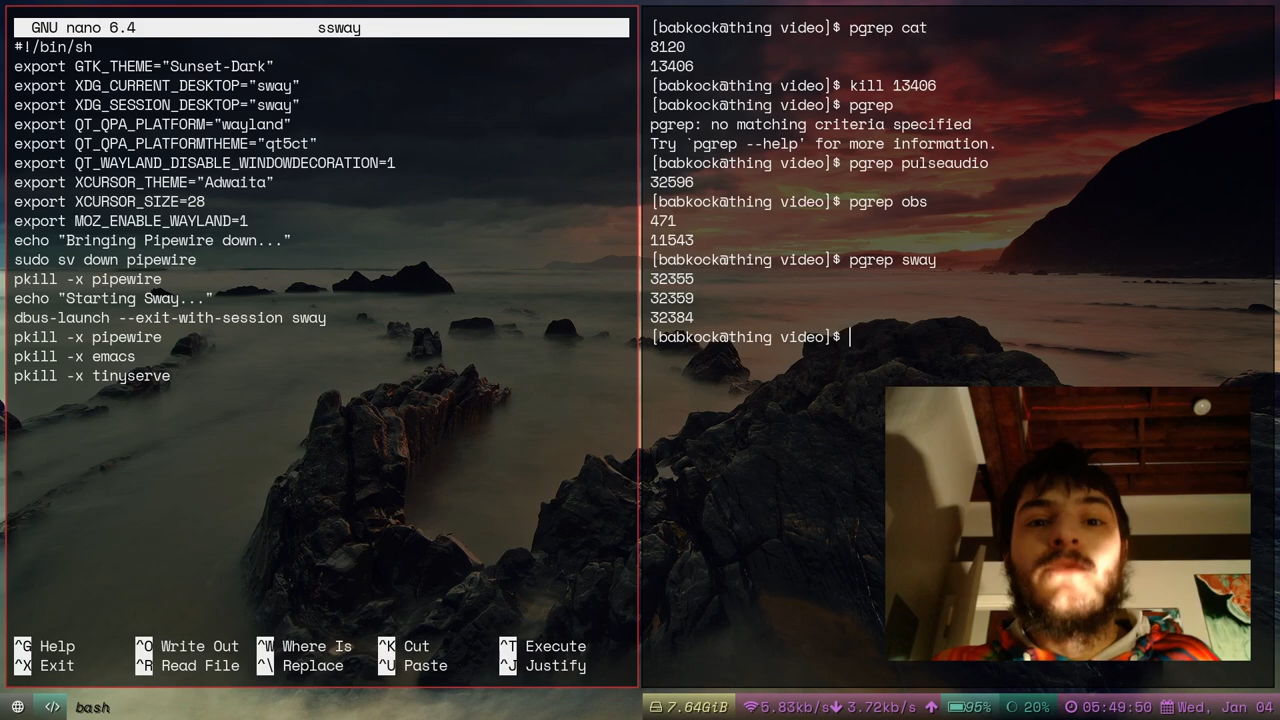 GNU nano 6.4 ssway
#!/bin/sh
export GTK_THEME="Sunset-Dark"
export XDG_CURRENT_DESKTOP="sway"
export XDG_SESSION_DESKTOP="sway"
export QT_QPA_PLATFORM="wayland"
export QT_QPA_PLATFORMTHEME="qt5ct"
export QT_WAYLAND_DISABLE_WINDOWDECORATION=1
export XCURSOR_THEME="Adwaita"
export XCURSOR_SIZE=28
export MOZ_ENABLE_WAYLAND=1
echo "Bringing Pipewire down..."
sudo sv down pipewire
pkill -x pipewire
echo "Starting Sway..."
dbus-launch --exit-with-session sway
pkill -x pipewire
pkill -x emacs
pkill -x tinyserve
^G Help ^O Write Out ^W Where Is ^K Cut ^T Execute
^X Exit ^R Read File ^\ Replace ^U Paste ^J Justify
[babkock@thing video]$ pgrep cat
8120
13406
[babkock@thing video]$ kill 13406
[babkock@thing video]$ pgrep
pgrep: no matching criteria specified
Try `pgrep --help' for more information.
[babkock@thing video]$ pgrep pulseaudio
32596
[babkock@thing video]$ pgrep obs
471
11543
[babkock@thing video]$ pgrep sway
32355
32359
32384
[babkock@thing video]$
</> bash 7.64GiB 5.83kb/s 3.72kb/s 95% 20% 05:49:50 Wed, Jan 04